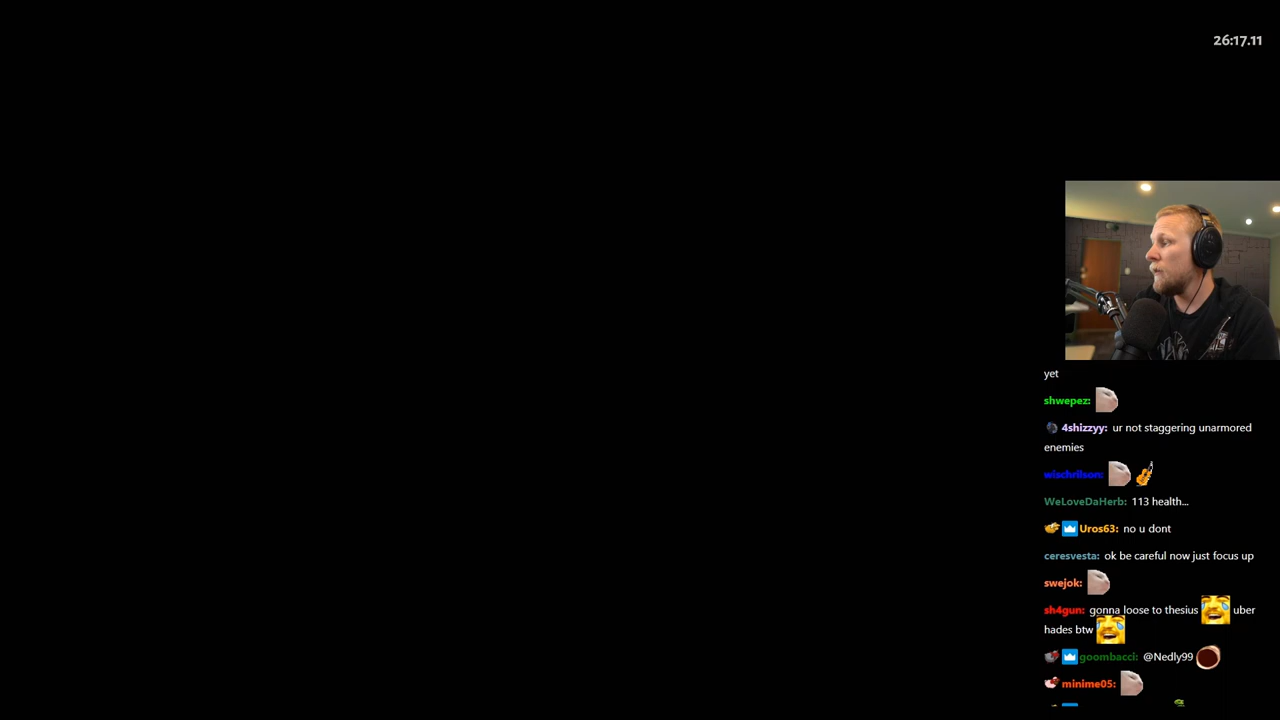 26:17.11
yet
shwepez:
4shizzyy: ur not staggering unarmored
enemies
wischrilson:
WeLoveDaHerb: 113 health...
Uros63: no u dont
ceresvesta: ok be careful now just focus up
swejok:
sh4gun: gonna loose to thesius uber
hades btw
goombacci: @Nedly99
minime05: